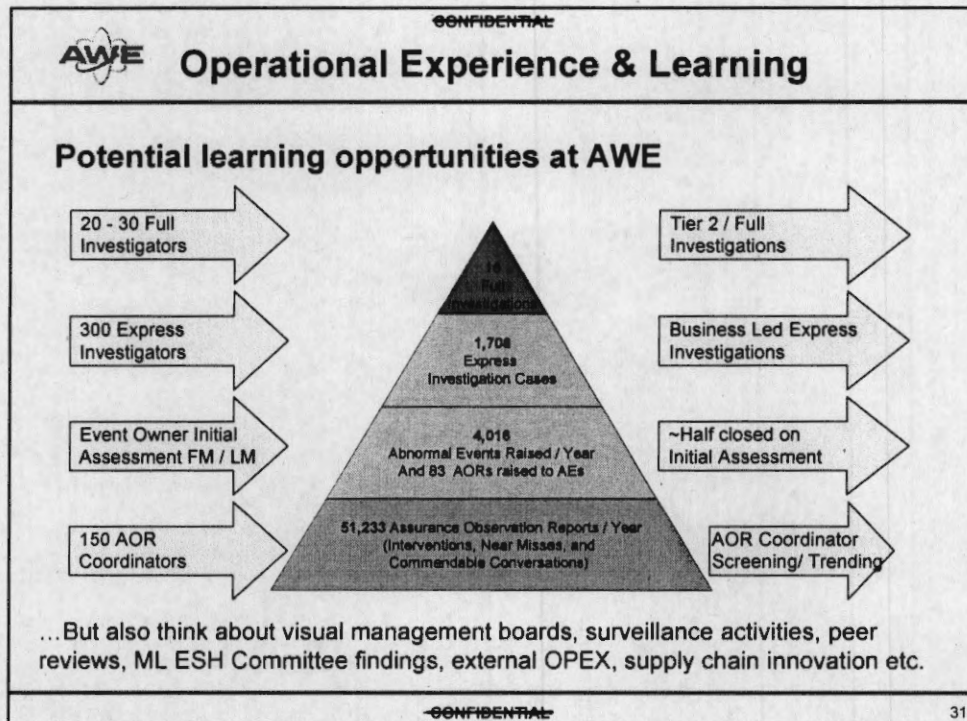 CONFIDENTIAL
AWE
Operational Experience & Learning
Potential learning opportunities at AWE
20 - 30 Full
Investigators
300 Express
Investigators
Event Owner Initial
Assessment FM / LM
150 AOR
Coordinators
Full
Investigations
1,708
Express
Investigation Cases
4,016
Abnormal Events Raised / Year
And 83 AORs raised to AEs
51,233 Assurance Observation Reports / Year
(Interventions, Near Misses, and
Commendable Conversations)
Tier 2 / Full
Investigations
Business Led Express
Investigations
~Half closed on
Initial Assessment
AOR Coordinator
Screening/ Trending
...But also think about visual management boards, surveillance activities, peer
reviews, ML ESH Committee findings, external OPEX, supply chain innovation etc.
CONFIDENTIAL
31